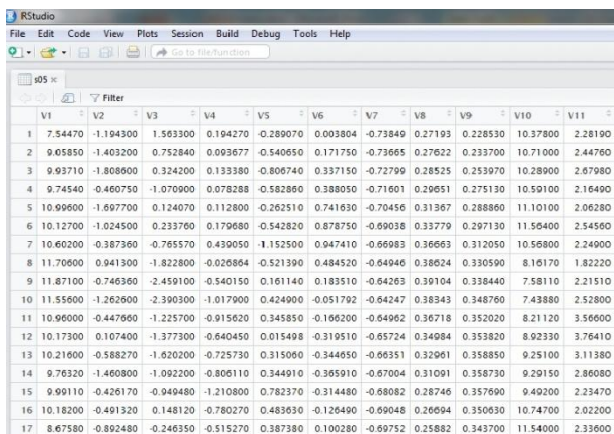 RStudio
File Edit Code View Plots Session Build Debug Tools Help
Go to file/function
s05
Filter
V1 V2 V3 V4 V5 V6 V7 V8 V9 V10 V11
1 7.54470 -1.194300 1.563300 0.194270 -0.289070 0.003804 -0.73849 0.27193 0.228530 10.37800 2.28190
2 9.05850 -1.403200 0.752840 0.093677 -0.540650 0.171750 -0.73665 0.27622 0.233700 10.71000 2.44760
3 9.93710 -1.808600 0.324200 0.133380 -0.806740 0.337150 -0.72799 0.28525 0.253970 10.28900 2.67980
4 9.74540 -0.460750 -1.070900 0.078288 -0.582860 0.388050 -0.71601 0.29651 0.275130 10.59100 2.16490
5 10.99600 -1.697700 0.124070 0.112800 -0.262510 0.741630 -0.70456 0.31367 0.288860 11.10100 2.06280
6 10.12700 -1.024500 0.233760 0.179680 -0.542820 0.878750 -0.69038 0.33779 0.297130 11.56400 2.54560
7 10.60200 -0.387360 -0.765570 0.439050 -1.152500 0.947410 -0.66983 0.36663 0.312050 10.56800 2.24900
8 11.70600 0.941300 -1.822800 -0.026864 -0.521390 0.484520 -0.64946 0.38624 0.330590 8.16170 1.82220
9 11.87100 -0.746360 -2.459100 -0.540150 0.161140 0.183510 -0.64263 0.39104 0.338440 7.58110 2.21510
10 11.55600 -1.262600 -2.390300 -1.017900 0.424900 -0.051792 -0.64247 0.38343 0.348760 7.43880 2.52800
11 10.96000 -0.447660 -1.225700 -0.915620 0.345850 -0.166200 -0.64962 0.36718 0.352020 8.21120 3.56600
12 10.17300 0.107400 -1.377300 -0.640450 0.015498 -0.319510 -0.65724 0.34984 0.353820 8.92330 3.76410
13 10.21600 -0.588270 -1.620200 -0.725730 0.315060 -0.344650 -0.66351 0.32961 0.358850 9.25100 3.11380
14 9.76320 -1.460800 -1.092200 -0.806110 0.344910 -0.365910 -0.67004 0.31091 0.358730 9.29150 2.86080
15 9.99110 -0.426170 -0.949480 -1.210800 0.782370 -0.314480 -0.68082 0.28746 0.357690 9.49200 2.23470
16 10.18200 -0.491320 0.148120 -0.780270 0.483630 -0.126490 -0.69048 0.26694 0.350630 10.74700 2.02200
17 8.67580 -0.892480 -0.246350 -0.515270 0.387380 0.100280 -0.69752 0.25882 0.343700 11.54000 2.33600